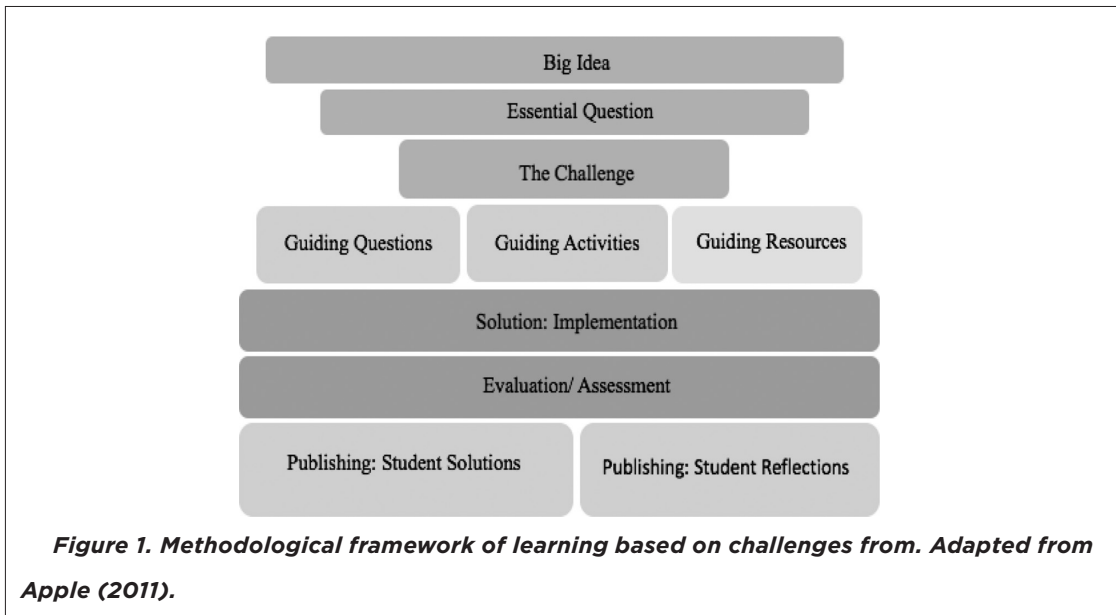 Big Idea
Essential Question
The Challenge
Guiding Questions
Guiding Activities
Guiding Resources
Solution: Implementation
Evaluation/ Assessment
Publishing: Student Solutions
Publishing: Student Reflections
Figure 1. Methodological framework of learning based on challenges from. Adapted from
Apple (2011).